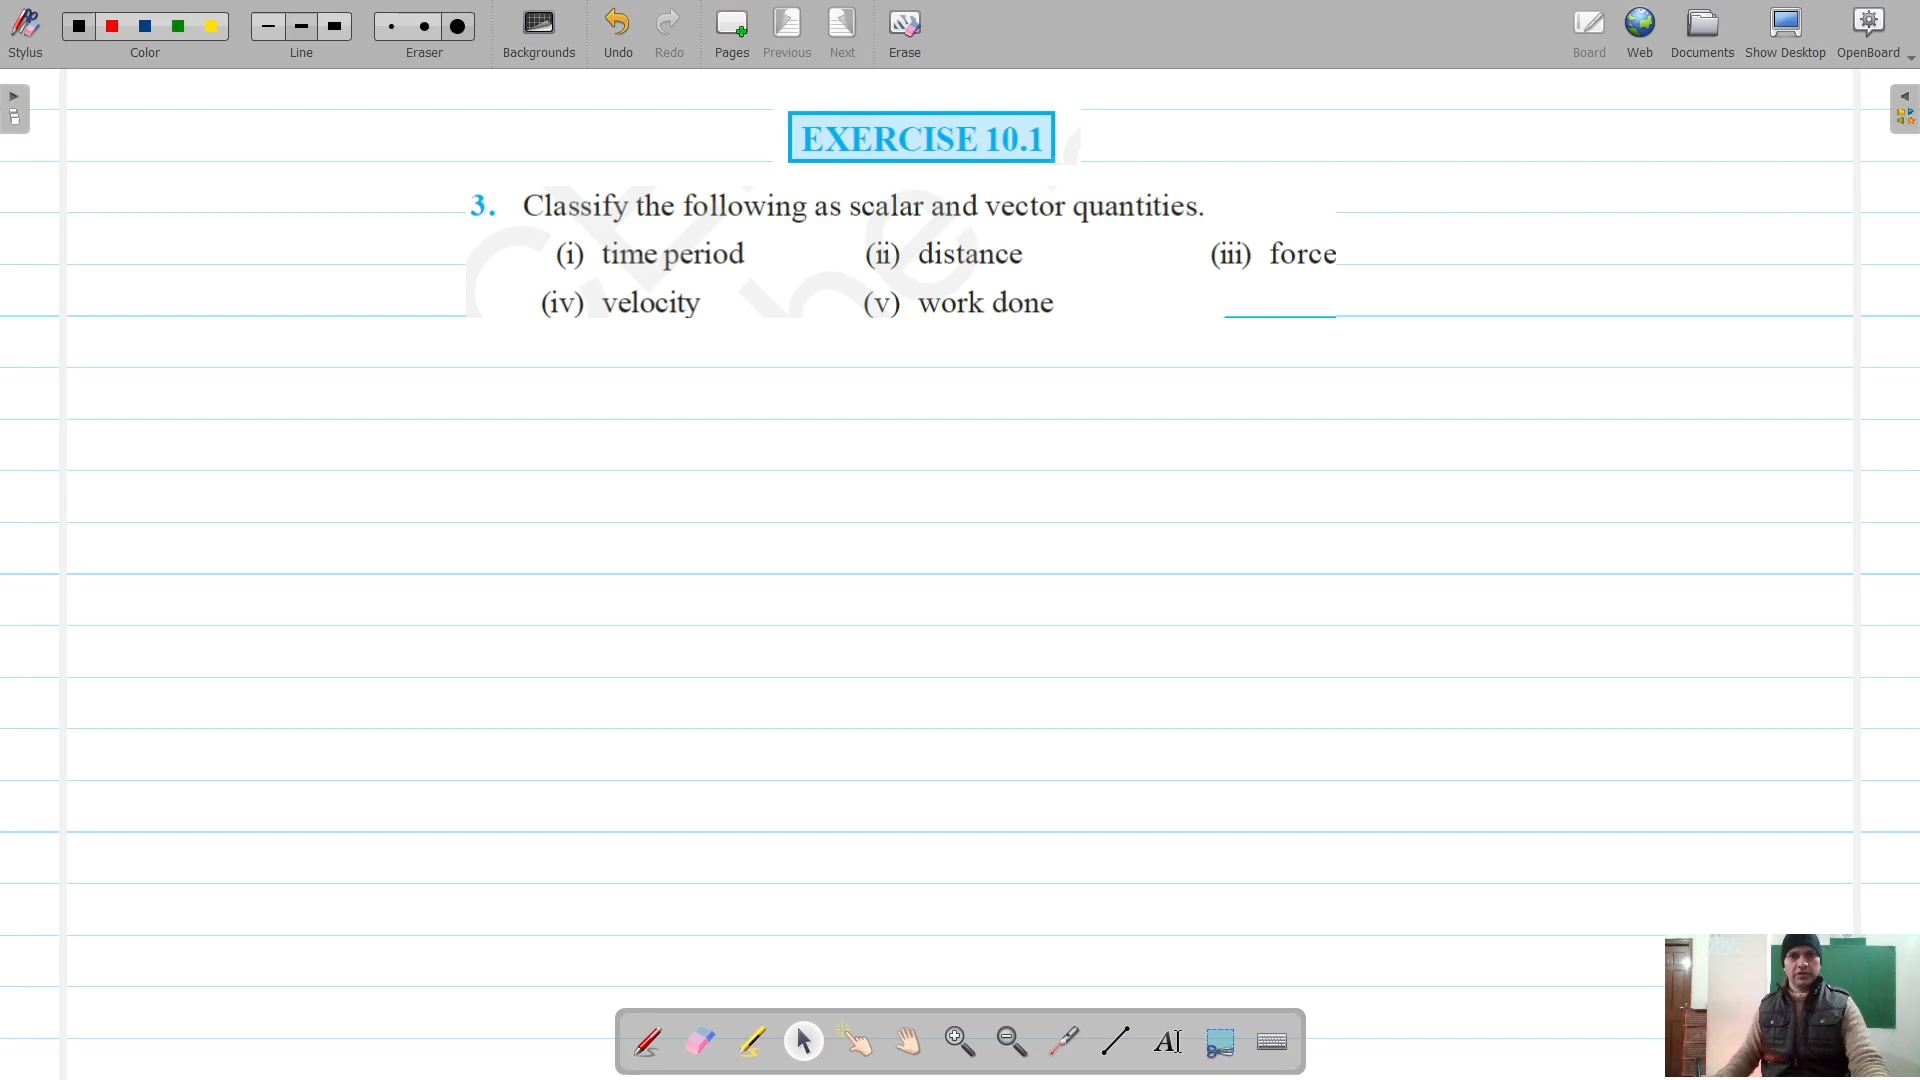 Stylus Color Line Eraser Backgrounds Undo Redo Pages Previous Next Erase Board Web Documents Show Desktop OpenBoard
EXERCISE 10.1
3. Classify the following as scalar and vector quantities.
(i) time period (ii) distance (iii) force
(iv) velocity (v) work done